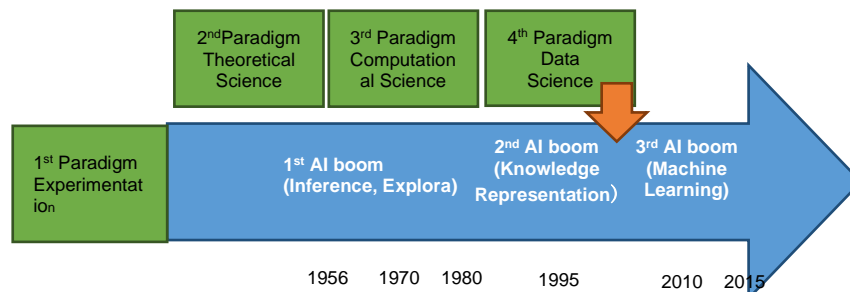 2ndParadigm
Theoretical
Science
3rd Paradigm
Computation
al Science
4th Paradigm
Data
Science
1st Paradigm
Experimentat
ion
1st AI boom
(Inference, Explora)
2nd AI boom
(Knowledge
Representation）
3rd AI boom
(Machine
Learning)
1956 1970 1980 1995 2010 2015